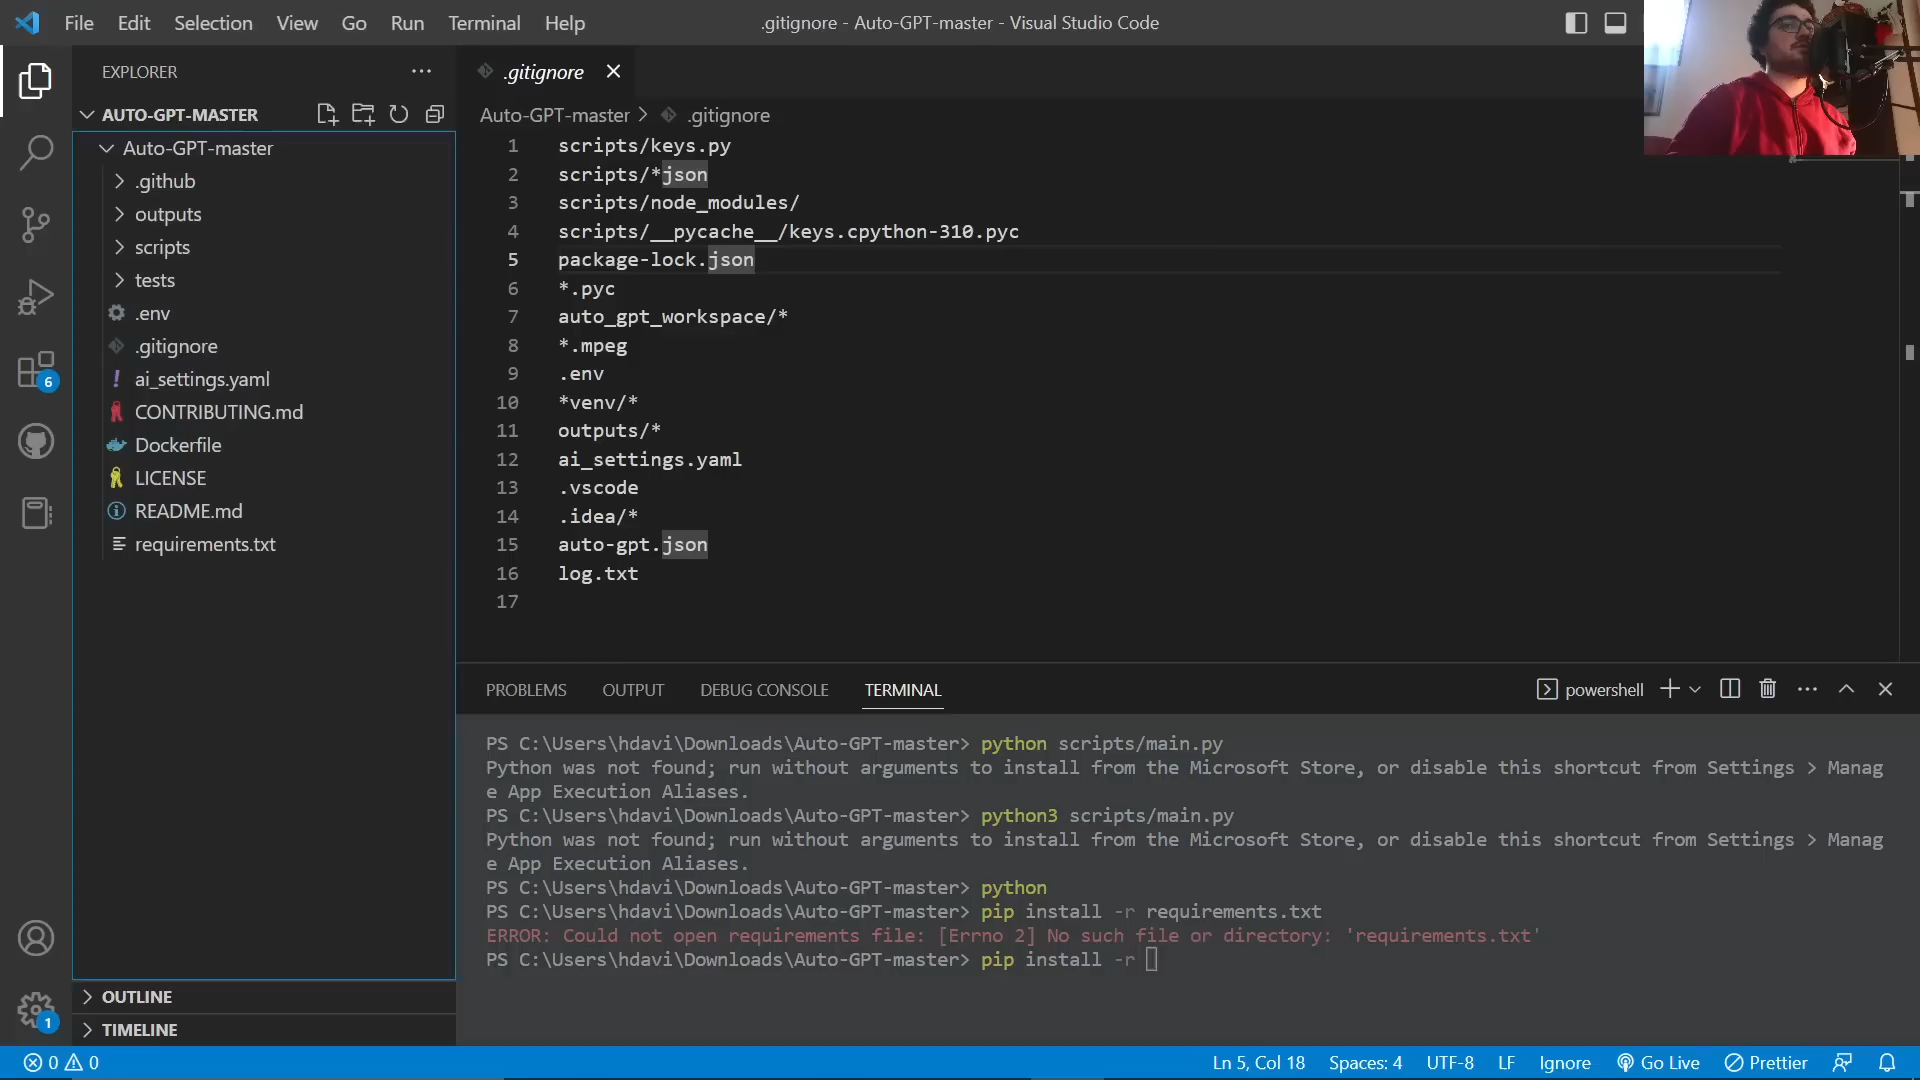 File Edit Selection View Go Run Terminal Help
.gitignore - Auto-GPT-master - Visual Studio Code
EXPLORER
AUTO-GPT-MASTER
Auto-GPT-master
.github
outputs
scripts
tests
.env
.gitignore
ai_settings.yaml
CONTRIBUTING.md
Dockerfile
LICENSE
README.md
requirements.txt
OUTLINE
TIMELINE
6
1
.gitignore
Auto-GPT-master > .gitignore
1 scripts/keys.py
2 scripts/*json
3 scripts/node_modules/
4 scripts/__pycache__/keys.cpython-310.pyc
5 package-lock.json
6 *.pyc
7 auto_gpt_workspace/*
8 *.mpeg
9 .env
10 *venv/*
11 outputs/*
12 ai_settings.yaml
13 .vscode
14 .idea/*
15 auto-gpt.json
16 log.txt
17
PROBLEMS OUTPUT DEBUG CONSOLE TERMINAL
powershell
PS C:\Users\hdavi\Downloads\Auto-GPT-master> python scripts/main.py
Python was not found; run without arguments to install from the Microsoft Store, or disable this shortcut from Settings > Manag
e App Execution Aliases.
PS C:\Users\hdavi\Downloads\Auto-GPT-master> python3 scripts/main.py
Python was not found; run without arguments to install from the Microsoft Store, or disable this shortcut from Settings > Manag
e App Execution Aliases.
PS C:\Users\hdavi\Downloads\Auto-GPT-master> python
PS C:\Users\hdavi\Downloads\Auto-GPT-master> pip install -r requirements.txt
ERROR: Could not open requirements file: [Errno 2] No such file or directory: 'requirements.txt'
PS C:\Users\hdavi\Downloads\Auto-GPT-master> pip install -r
0 0
Ln 5, Col 18 Spaces: 4 UTF-8 LF Ignore Go Live Prettier